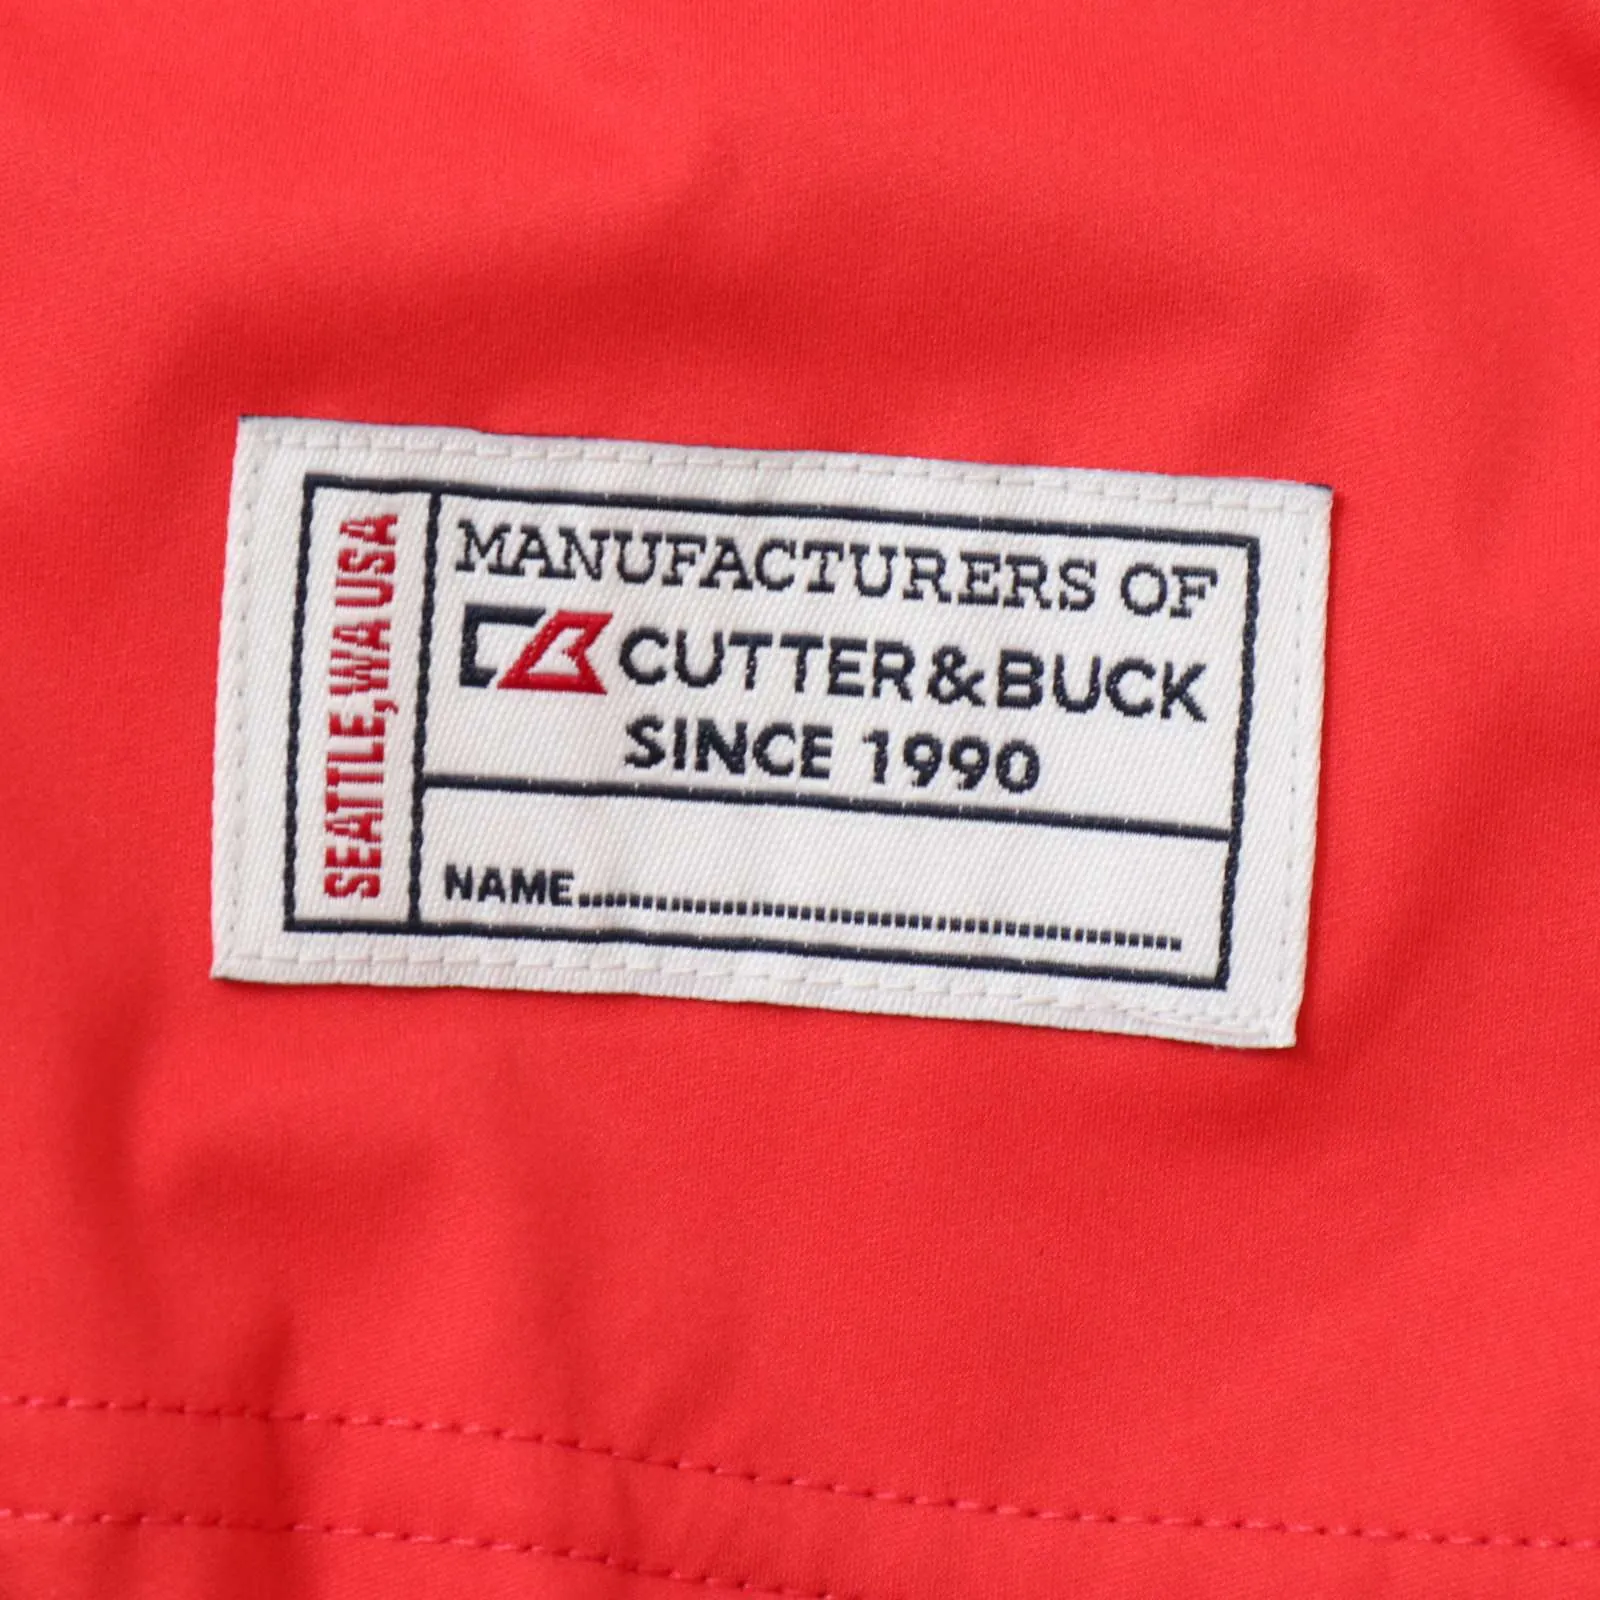 SEATTLE,WA USA
MANUFACTURERS OF
CUTTER&BUCK
SINCE 1990
NAME..................................................